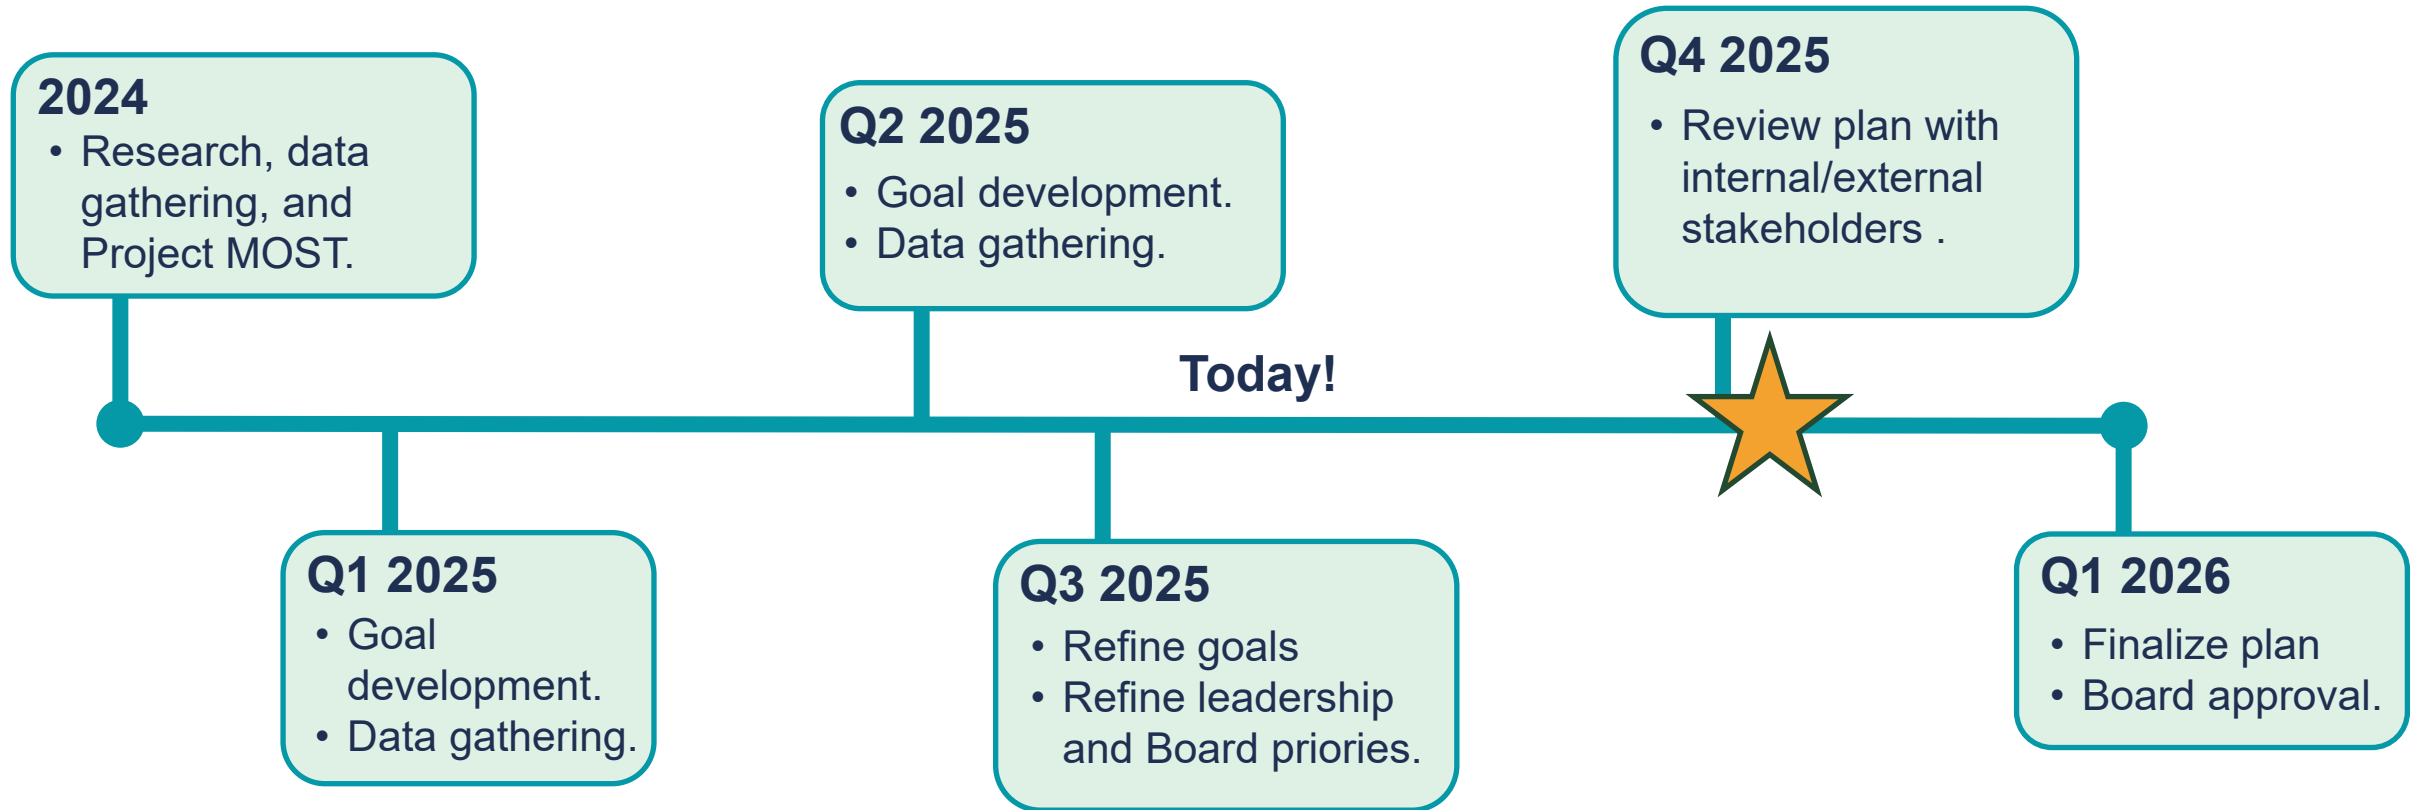 2024
• Research, data
gathering, and
Project MOST.
Q1 2025
• Goal
development.
• Data gathering.
Q2 2025
• Goal development.
• Data gathering.
Today!
Q3 2025
• Refine goals
• Refine leadership
and Board priories.
Q4 2025
• Review plan with
internal/external
stakeholders .
Q1 2026
• Finalize plan
• Board approval.